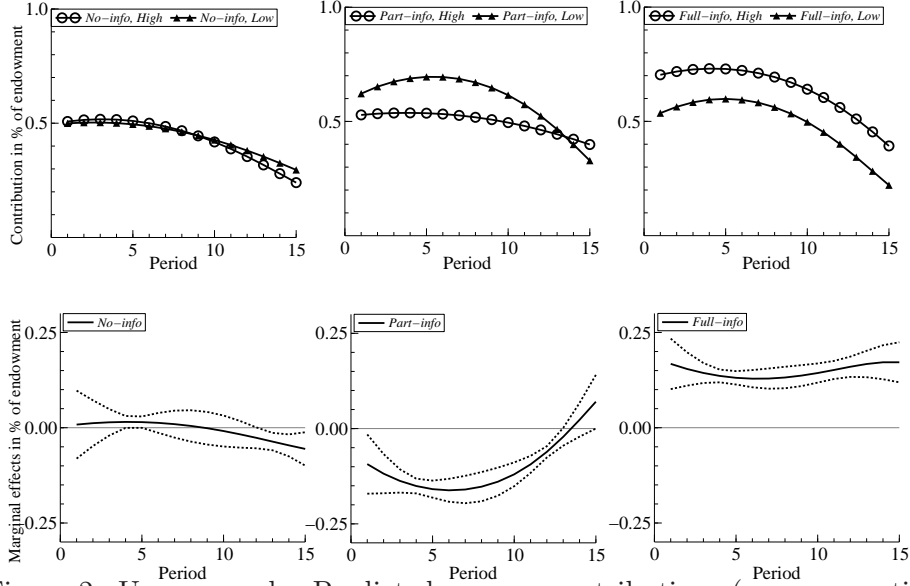 No−info, High No−info, Low
Part−info, High Part−info, Low
Full−info, High Full−info, Low
Contribution in % of endowment
1.0
0.5
0 5 10 15
Period
1.0
0.5
0 5 10 15
Period
1.0
0.5
0 5 10 15
Period
No−info
Part−info
Full−info
Marginal effects in % of endowment
0.25
0.00
−0.25
0 5 10 15
Period
0.25
0.00
−0.25
0 5 10 15
Period
0.25
0.00
−0.25
0 5 10 15
Period